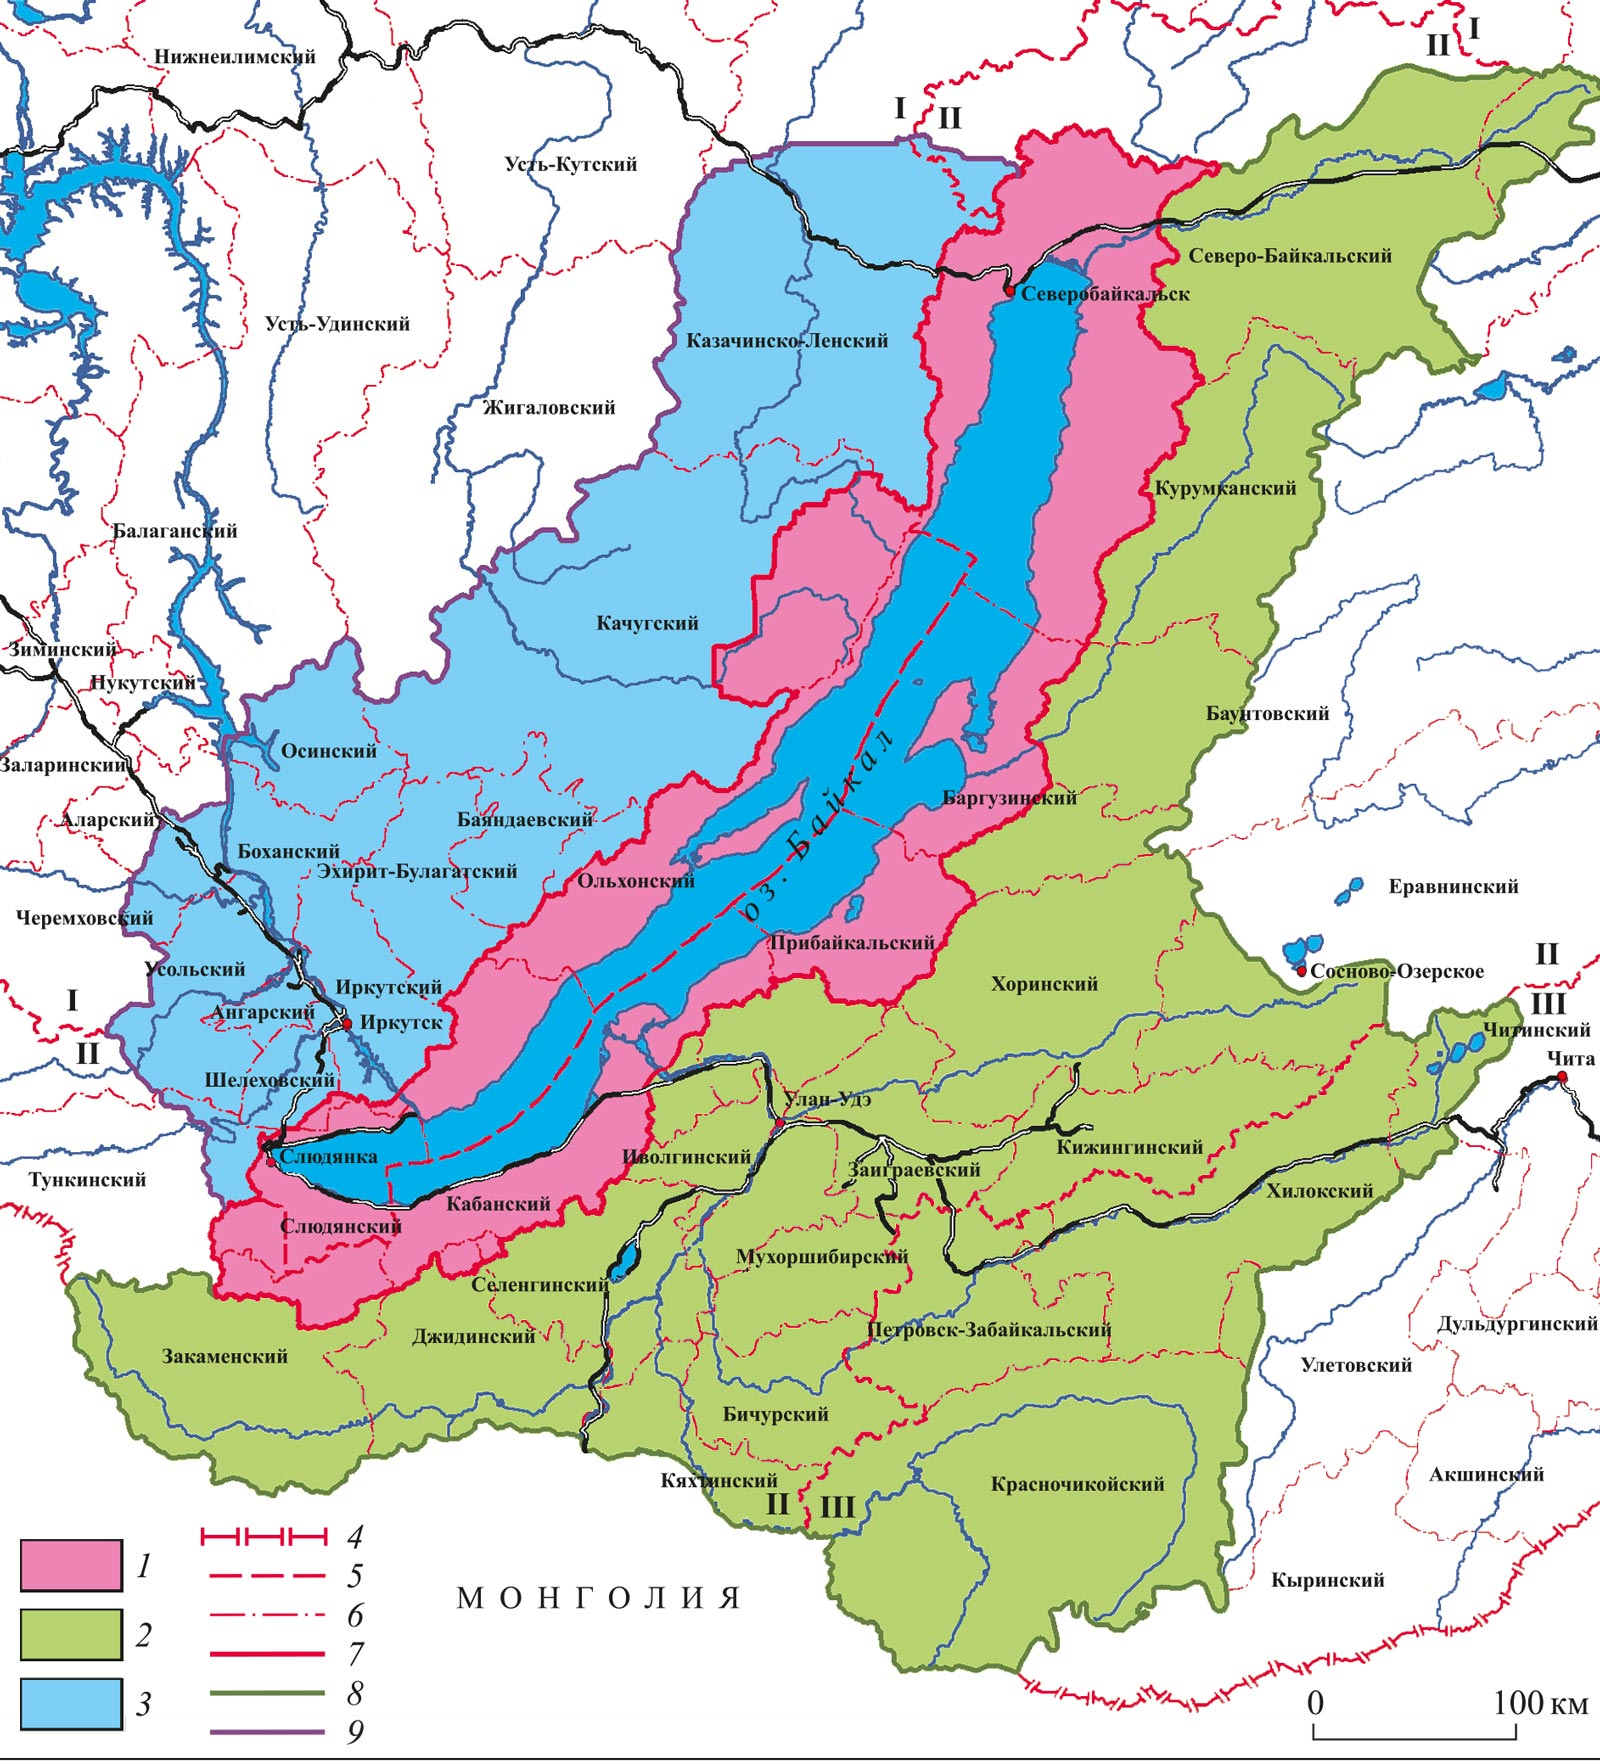 Нижнеилимский
I
II
I
II
Усть-Кутский
Северо-Байкальский
Северобайкальск
Усть-Удинский
Казачинско-Ленский
Жигаловский
Курумканский
Балаганский
Качугский
Зиминский
Нукутский
Баунтовский
Осинский
оз. Байкал
Заларинский
Баргузинский
Аларский
Баяндаевский
Боханский
Эхирит-Булагатский
Ольхонский
Еравнинский
Черемховский
Прибайкальский
II
Усольский
Сосново-Озерское
Иркутский
Хоринский
I
III
Ангарский
Иркутск
Читинский
II
Чита
Шелеховский
Улан-Удэ
Слюдянка
Иволгинский
Кижингинский
Заиграевский
Тункинский
Хилокский
Кабанский
Слюдянский
Мухоршибирский
Селенгинский
Джидинский
Петровск-Забайкальский
Дульдургинский
Закаменский
Улетовский
Бичурский
Акшинский
Кяхтинский
Красночикойский
II
III
Кыринский
МОНГОЛИЯ
1
2
3
4
5
6
7
8
9
0 100 км